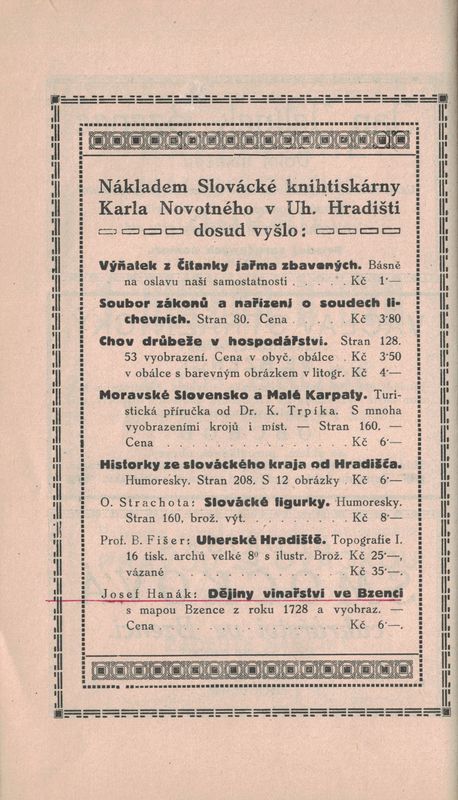 Nákladem Slovácké knihtiskárny
Karla Novotného v Uh. Hradišti
dosud vyšlo:
Výňatek z Čítanky jařma zbavených. Básně
na oslavu naší samostatnosti . . . . . Kč 1·—
Soubor zákonů a nařízení o soudech li-
chevních. Stran 80. Cena . . . . . Kč 3·80
Chov drůbeže v hospodářství. Stran 128.
53 vyobrazení. Cena v obyč. obálce . Kč 3·50
v obálce s barevným obrázkem v litogr. Kč 4·—
Moravské Slovensko a Malé Karpaty. Turi-
stická příručka od Dr. K. Trpíka. S mnoha
vyobrazeními krojů i míst. — Stran 160. —
Cena . . . . . . . . . . . . . Kč 6·—
Historky ze slováckého kraja od Hradišťa.
Humoresky. Stran 208. S 12 obrázky . Kč 6·—
O. Strachota: Slovácké figurky. Humoresky.
Stran 160, brož. výt. . . . . . . . . Kč 8·—
Prof. B. Fišer: Uherské Hradiště. Topografie I.
16 tisk. archů velké 8⁰ s ilustr. Brož. Kč 25·—,
vázané . . . . . . . . . . . . Kč 35·—.
Josef Hanák: Dějiny vinařství ve Bzenci
s mapou Bzence z roku 1728 a vyobraz. —
Cena . . . . . . . . . . . . . Kč 6·—.